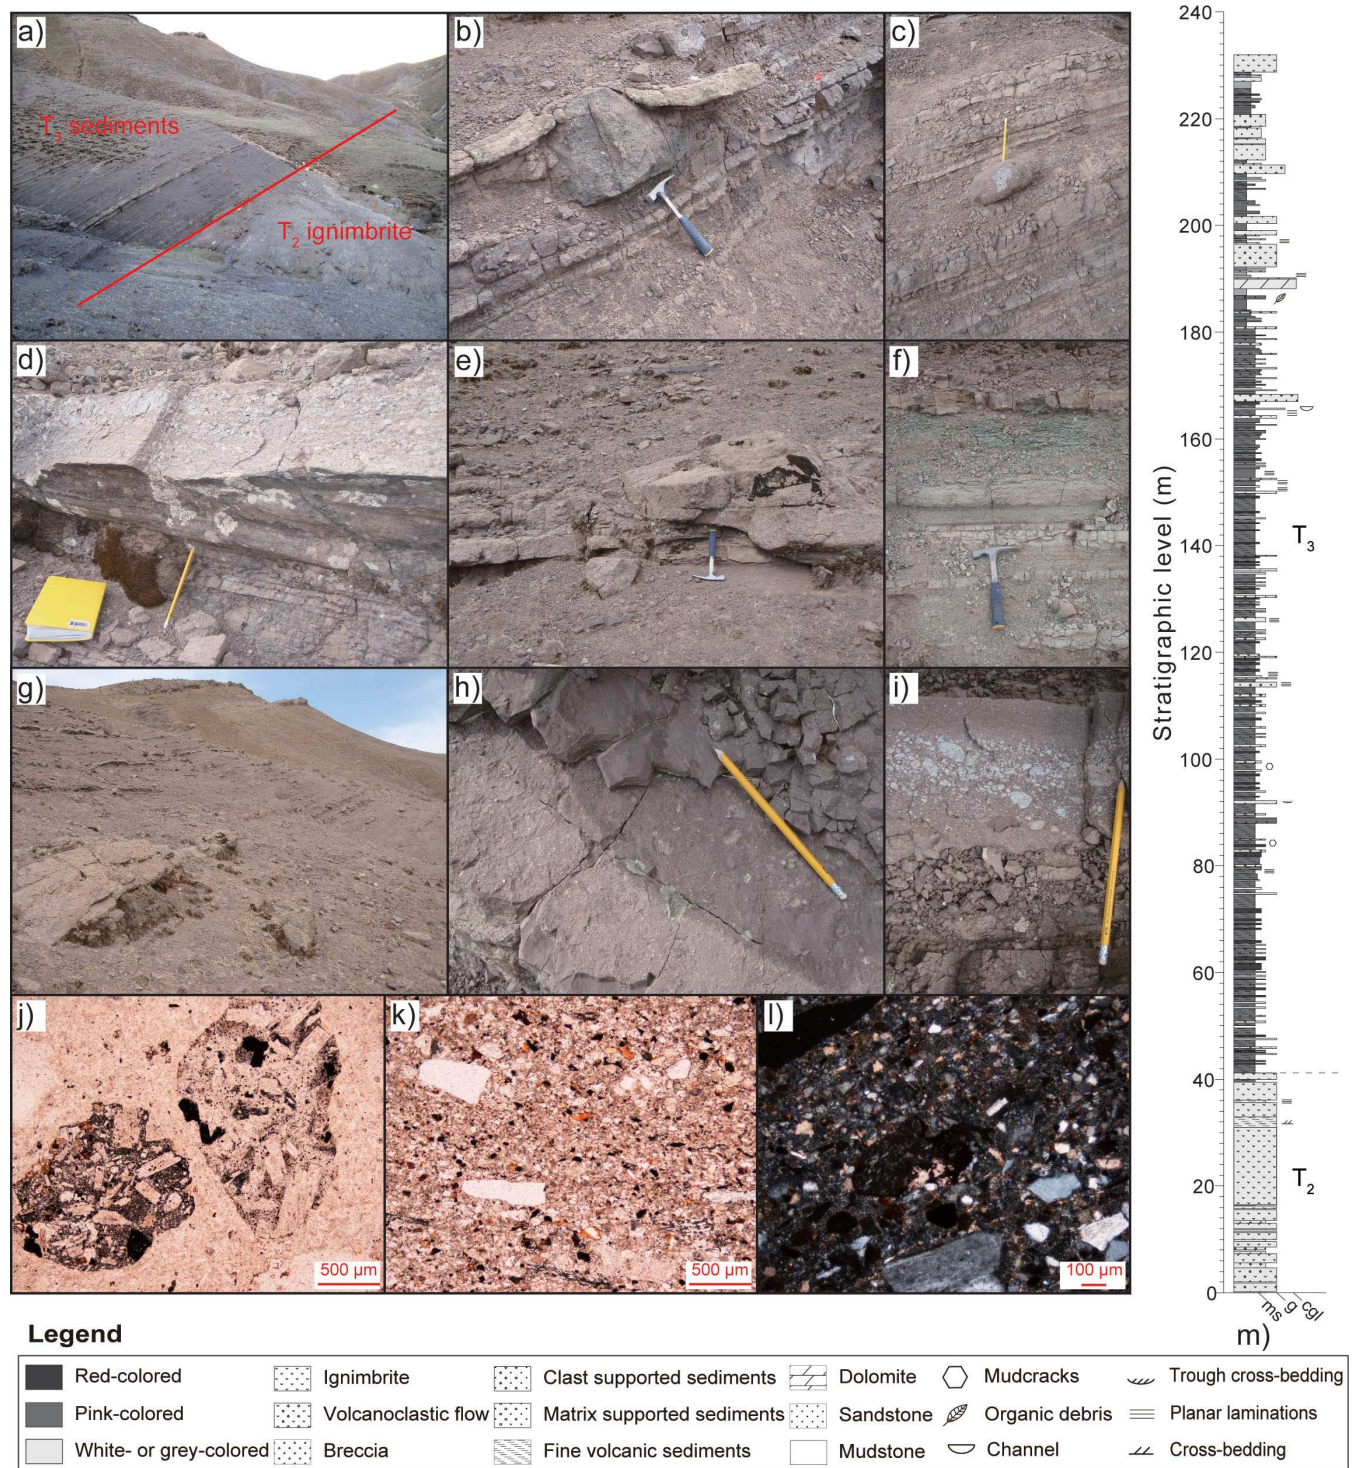 a)
T3 sediments
T2 ignimbrite
b)
c)
d)
e)
f)
g)
h)
i)
j)
500 µm
k)
500 µm
l)
100 µm
Stratigraphic level (m)
240
220
200
180
160
140
120
100
80
60
40
20
0
T3
T2
ms
g
cgl
m)
Legend
Red-colored
Ignimbrite
Clast supported sediments
Dolomite
Mudcracks
Trough cross-bedding
Pink-colored
Volcanoclastic flow
Matrix supported sediments
Sandstone
Organic debris
Planar laminations
White- or grey-colored
Breccia
Fine volcanic sediments
Mudstone
Channel
Cross-bedding